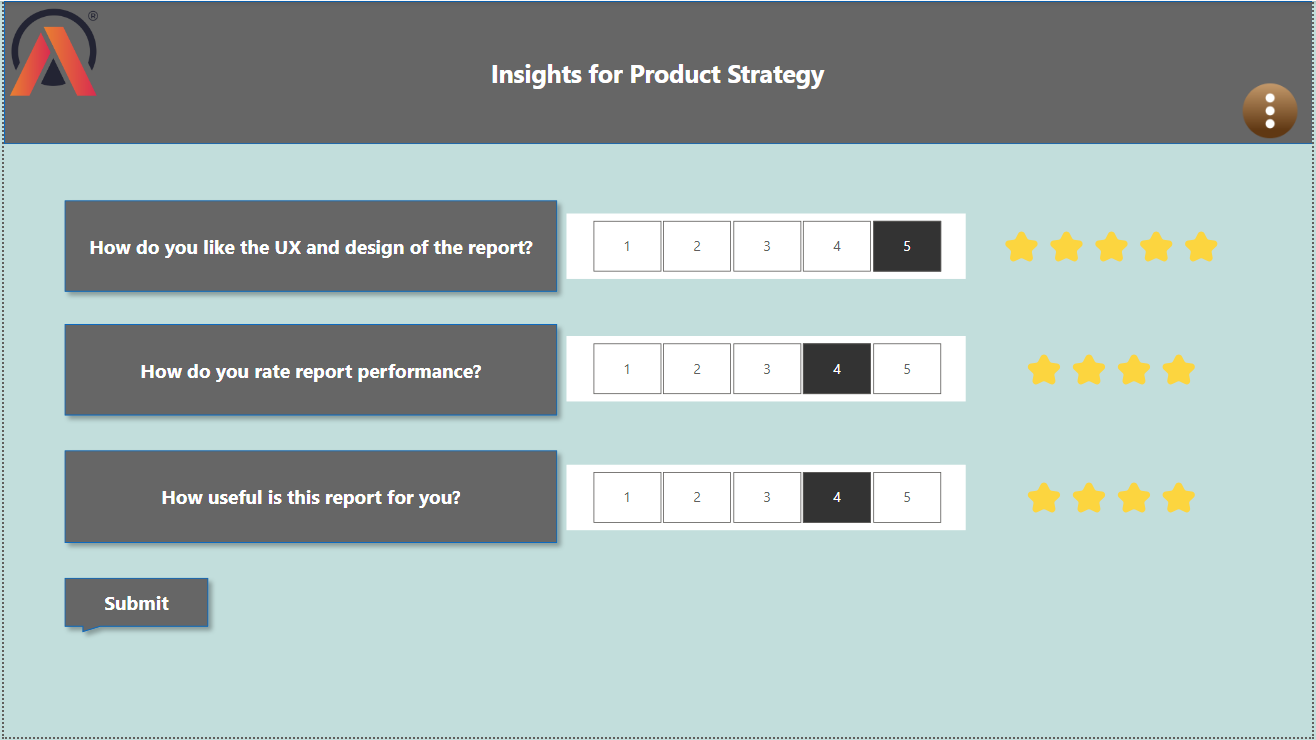 ®
Insights for Product Strategy
How do you like the UX and design of the report?
1 2 3 4 5
How do you rate report performance?
1 2 3 4 5
How useful is this report for you?
1 2 3 4 5
Submit